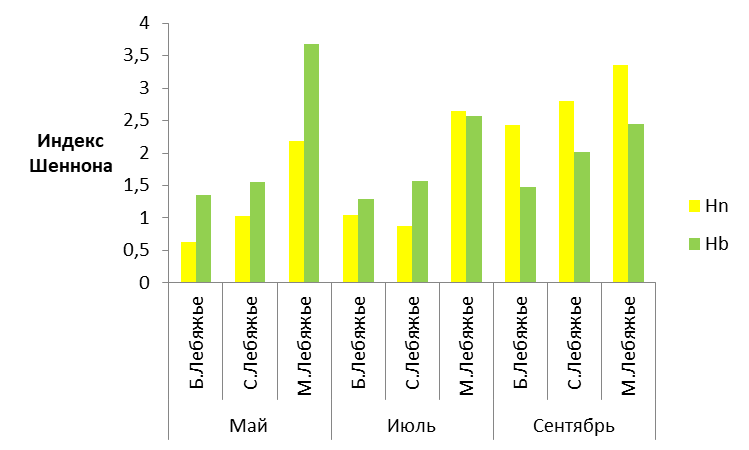 4
3,5
3
2,5
2
1,5
1
0,5
0
Индекс
Шеннона
Б.Лебяжье
С.Лебяжье
М.Лебяжье
Б.Лебяжье
С.Лебяжье
М.Лебяжье
Б.Лебяжье
С.Лебяжье
М.Лебяжье
Май
Июль
Сентябрь
Hn
Hb